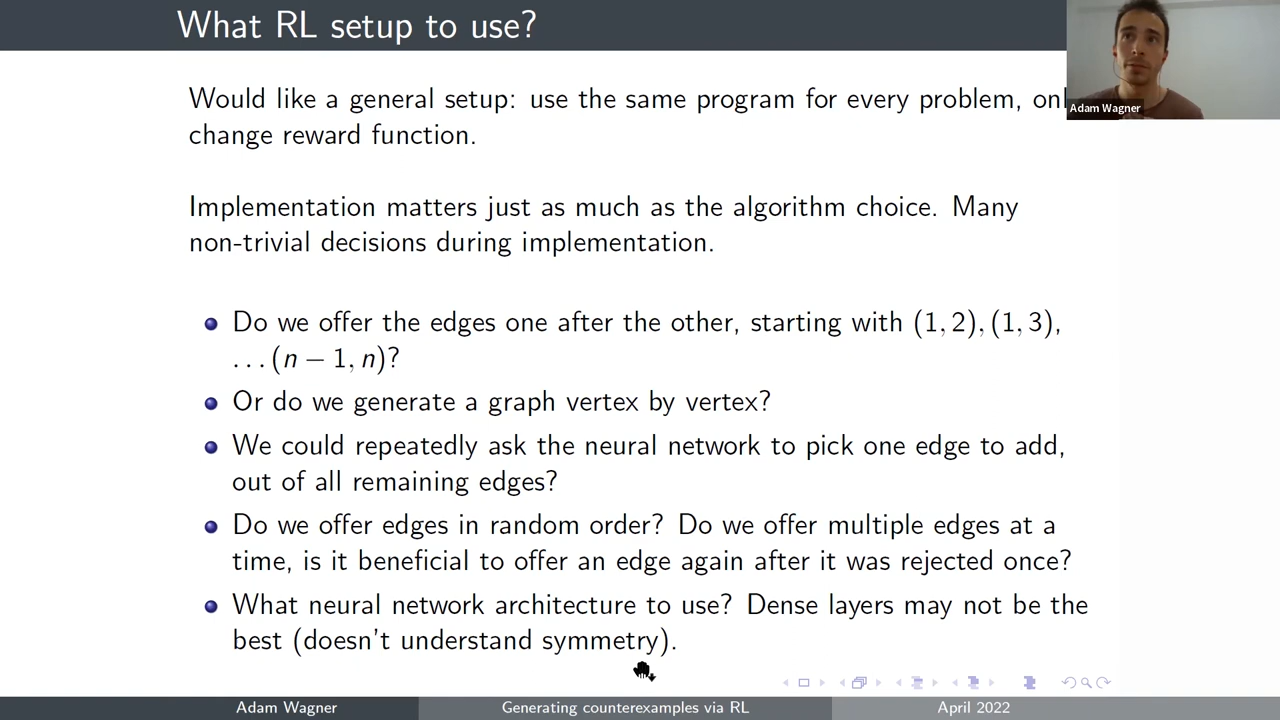 What RL setup to use?
Would like a general setup: use the same program for every problem, onl
change reward function.
Adam Wagner
Implementation matters just as much as the algorithm choice. Many
non-trivial decisions during implementation.
Do we offer the edges one after the other, starting with (1, 2), (1, 3),
...(n − 1, n)?
Or do we generate a graph vertex by vertex?
We could repeatedly ask the neural network to pick one edge to add,
out of all remaining edges?
Do we offer edges in random order? Do we offer multiple edges at a
time, is it beneficial to offer an edge again after it was rejected once?
What neural network architecture to use? Dense layers may not be the
best (doesn't understand symmetry).
Adam Wagner
Generating counterexamples via RL
April 2022